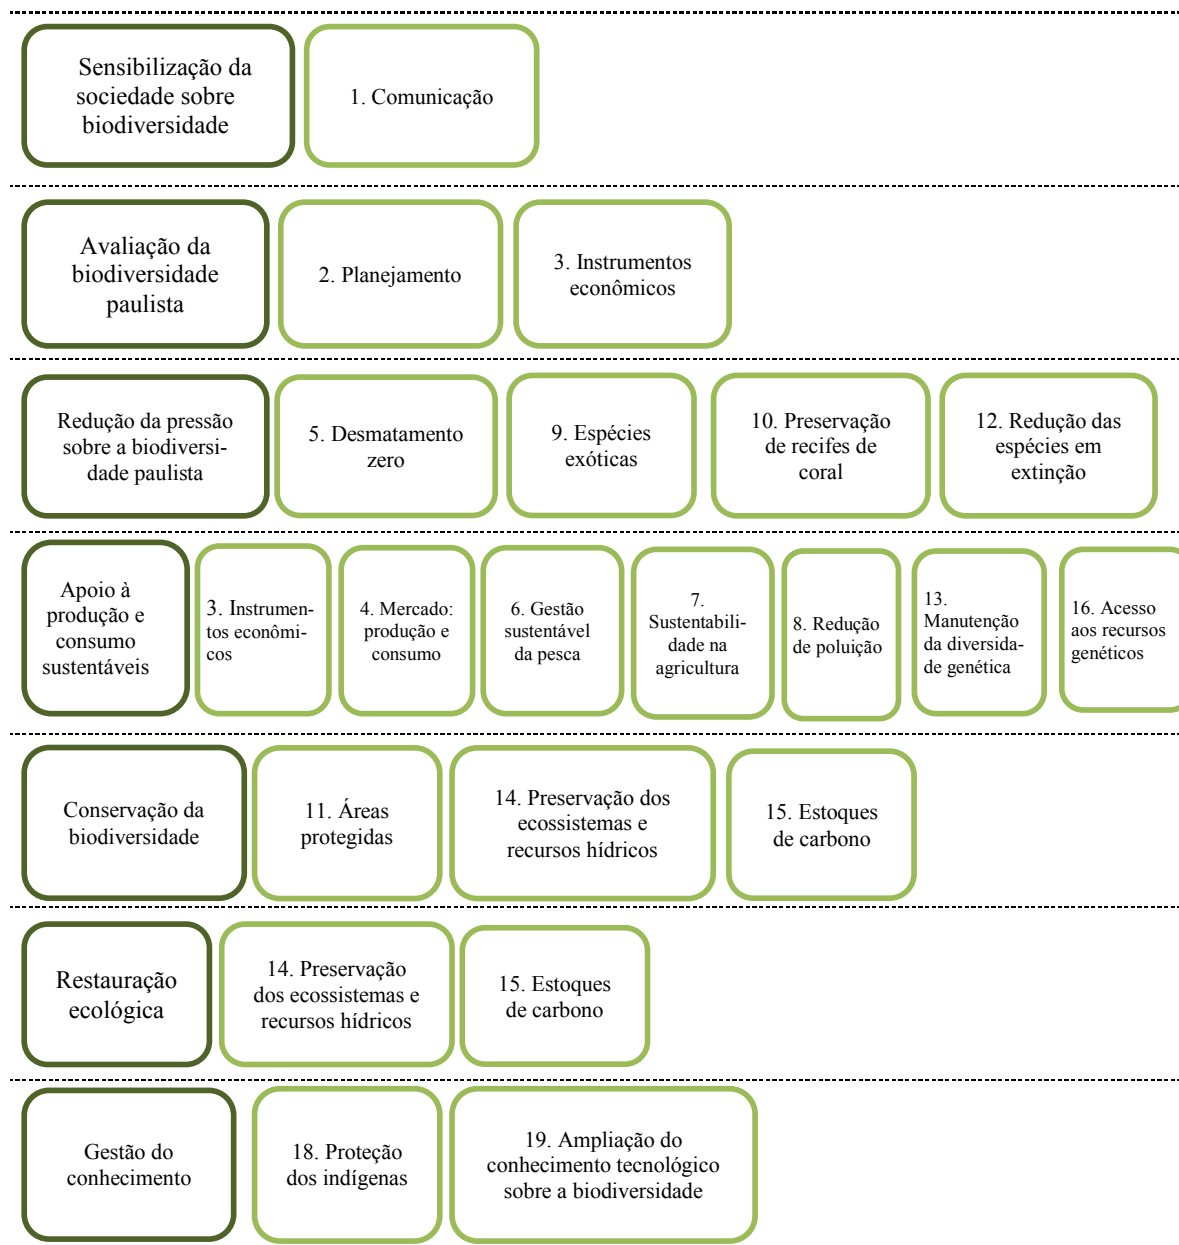 Sensibilização da
sociedade sobre
biodiversidade
1. Comunicação
Avaliação da
biodiversidade
paulista
2. Planejamento
3. Instrumentos
econômicos
Redução da pressão
sobre a biodiversi-
dade paulista
5. Desmatamento
zero
9. Espécies
exóticas
10. Preservação
de recifes de
coral
12. Redução das
espécies em
extinção
Apoio à
produção e
consumo
sustentáveis
3. Instrumen-
tos econômi-
cos
4. Mercado:
produção e
consumo
6. Gestão
sustentável
da pesca
7.
Sustentabili-
dade na
agricultura
8. Redução
de poluição
13.
Manutenção
da diversida-
de genética
16. Acesso
aos recursos
genéticos
Conservação da
biodiversidade
11. Áreas
protegidas
14. Preservação dos
ecossistemas e
recursos hídricos
15. Estoques
de carbono
Restauração
ecológica
14. Preservação
dos ecossistemas e
recursos hídricos
15. Estoques
de carbono
Gestão do
conhecimento
18. Proteção
dos indígenas
19. Ampliação do
conhecimento tecnológico
sobre a biodiversidade